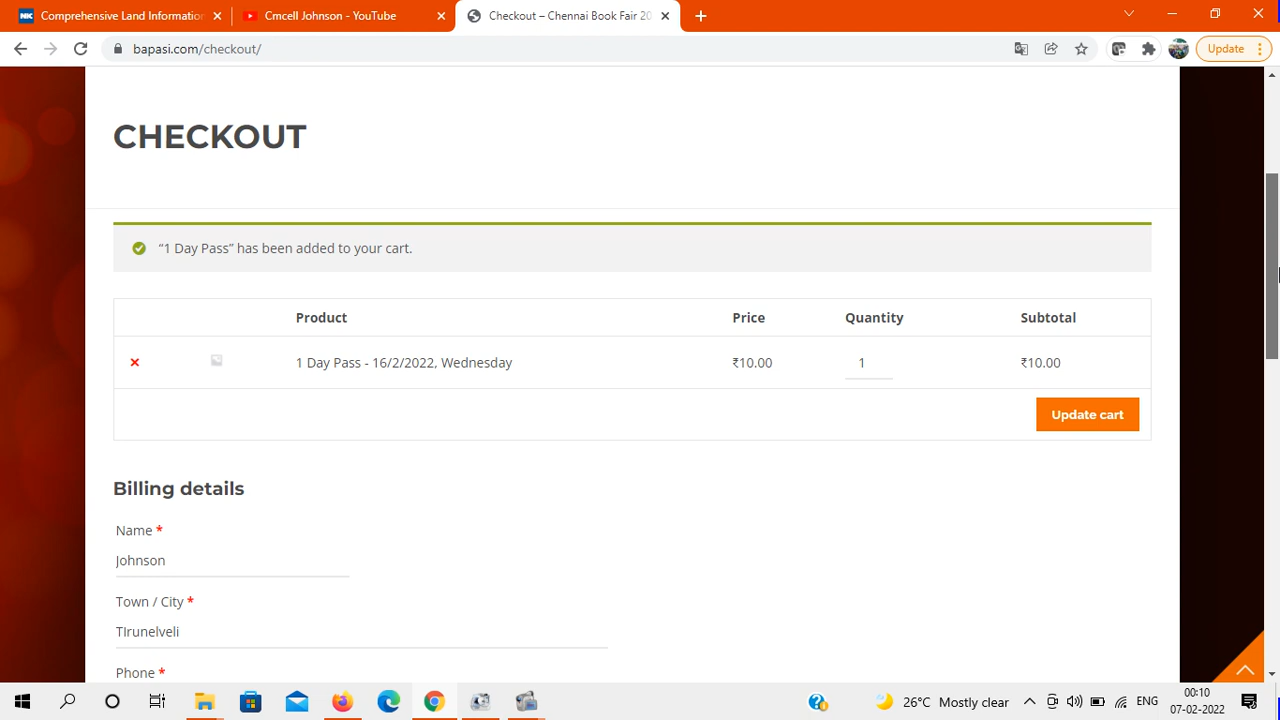 Comprehensive Land Information
Cmcell Johnson - YouTube
Checkout – Chennai Book Fair 20
bapasi.com/checkout/
Update
CHECKOUT
“1 Day Pass” has been added to your cart.
Product Price Quantity Subtotal
1 Day Pass - 16/2/2022, Wednesday ₹10.00 1 ₹10.00
Update cart
Billing details
Name *
Johnson
Town / City *
TIrunelveli
Phone *
26°C Mostly clear
ENG
00:10
07-02-2022